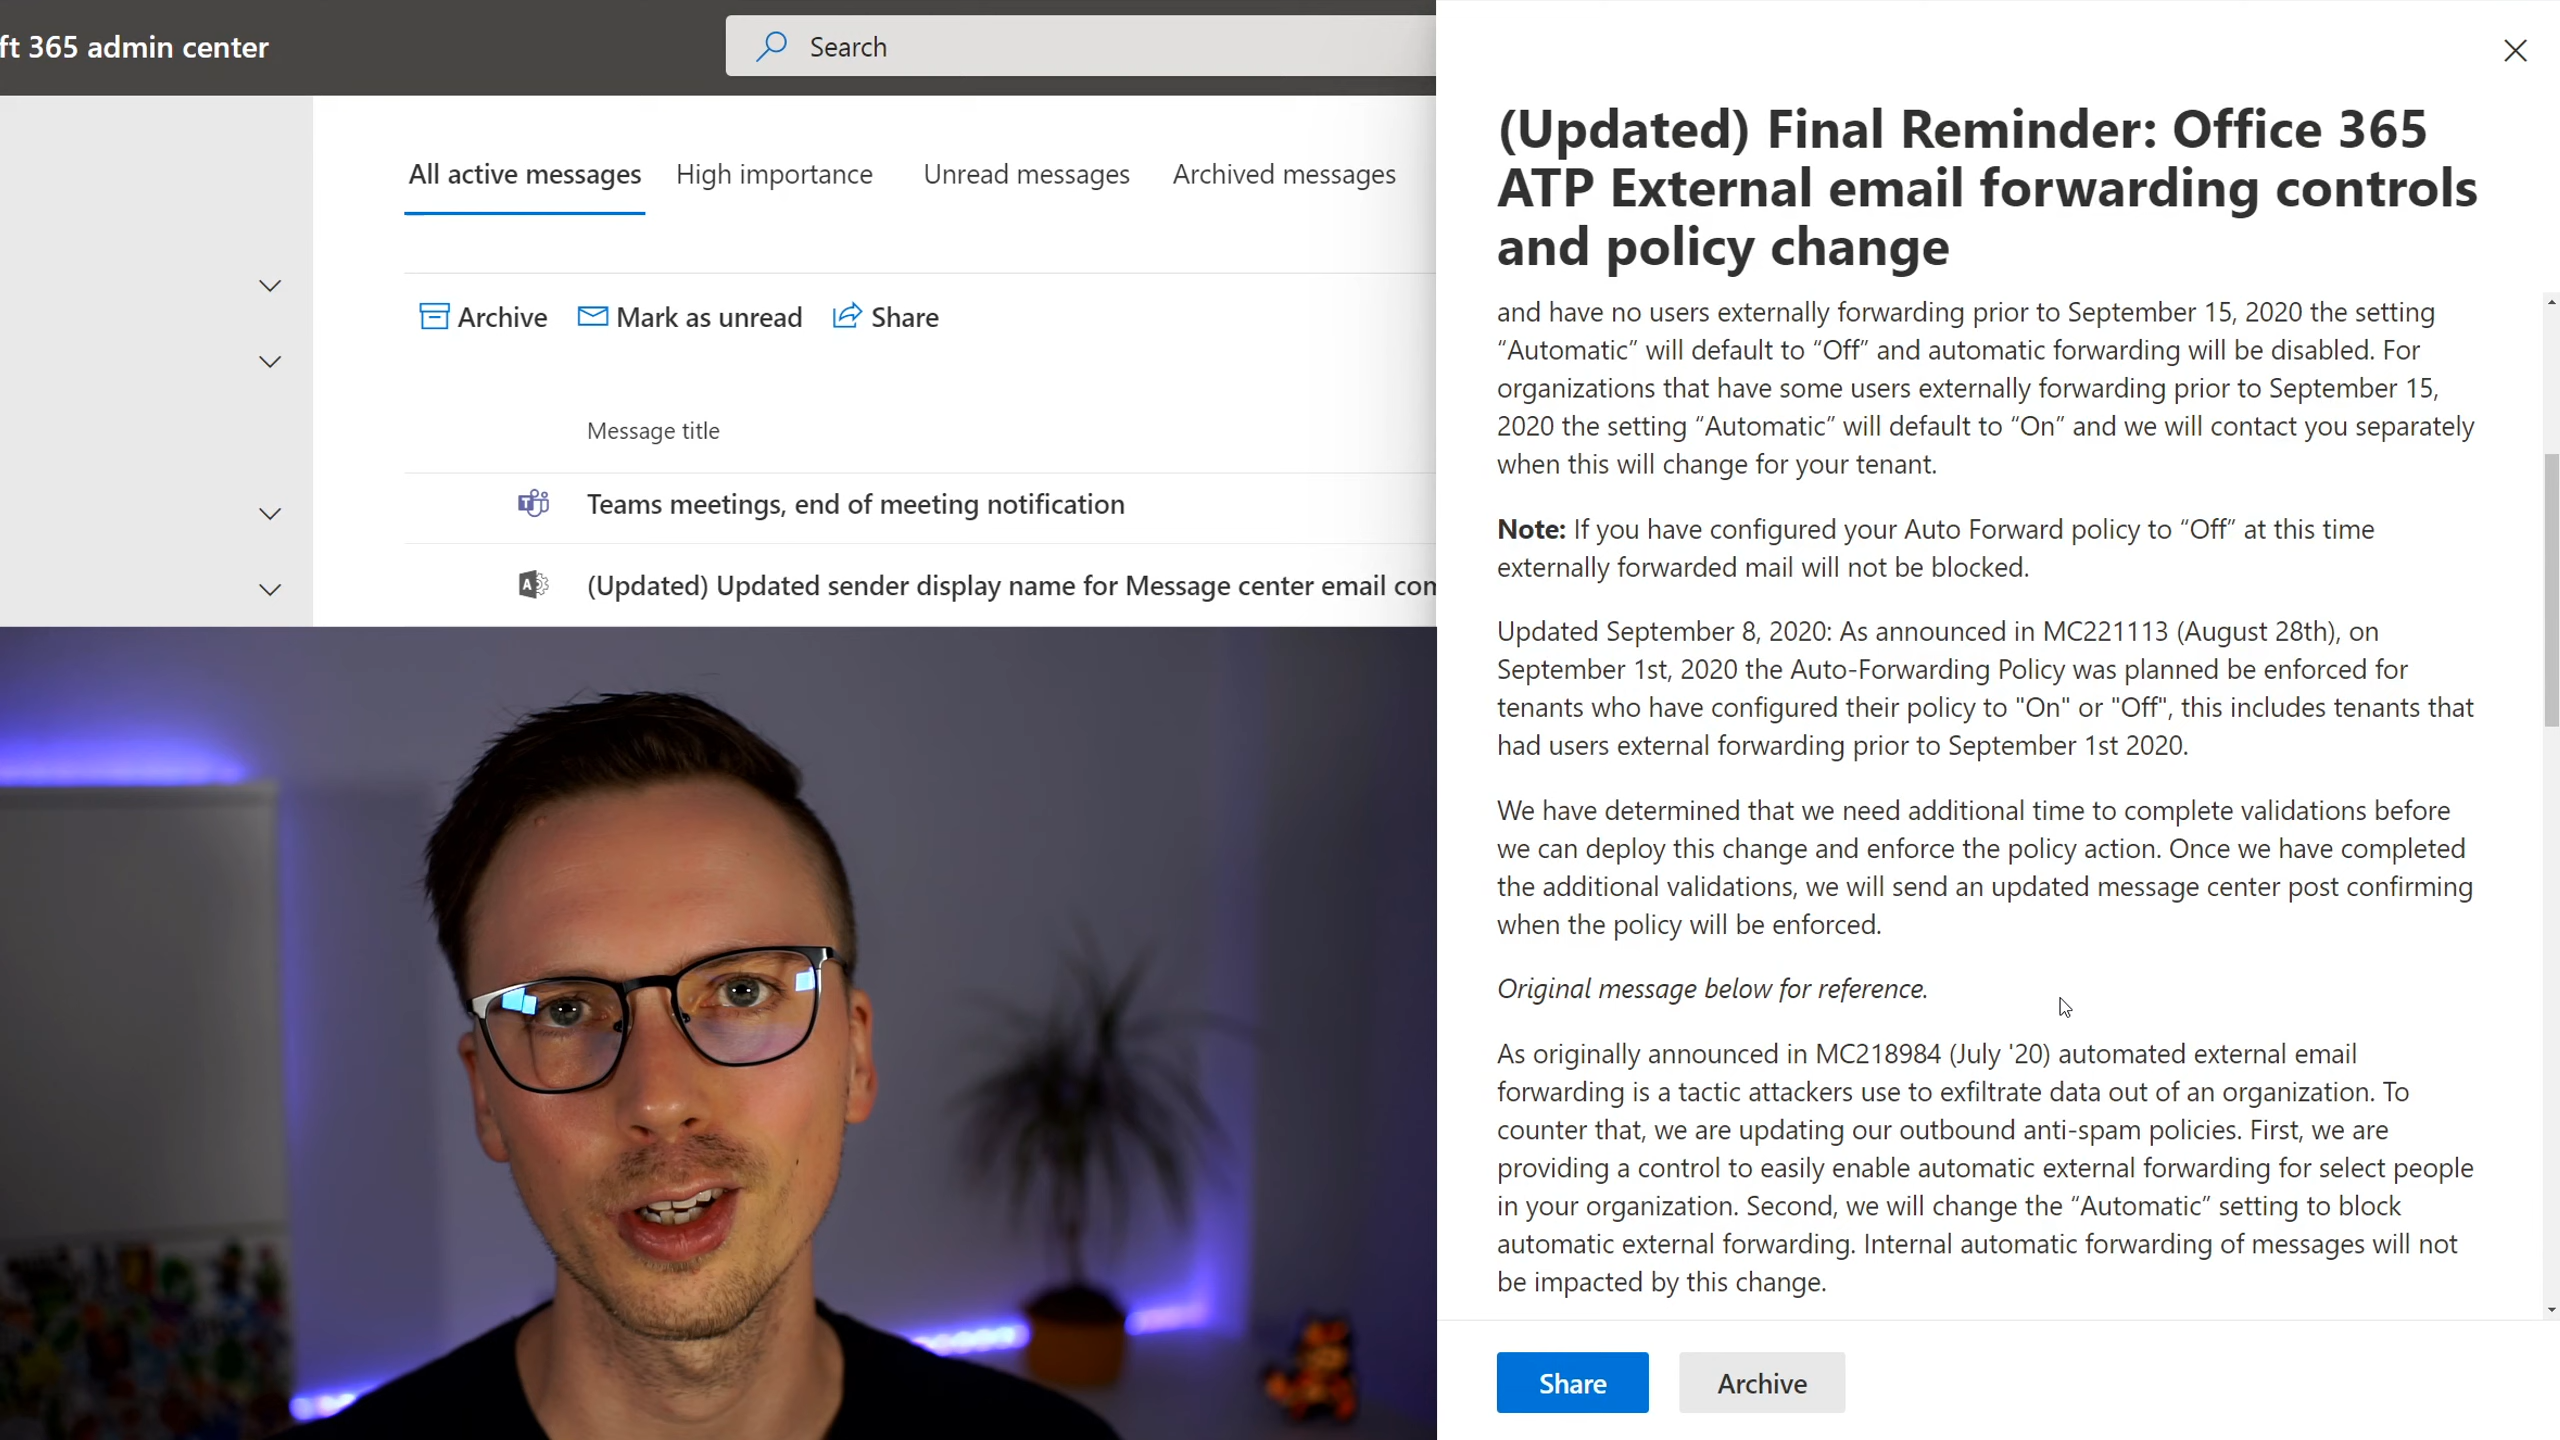 ft 365 admin center
Search
All active messages
High importance
Unread messages
Archived messages
Archive
Mark as unread
Share
Message title
Teams meetings, end of meeting notification
(Updated) Updated sender display name for Message center email com
(Updated) Final Reminder: Office 365
ATP External email forwarding controls
and policy change
and have no users externally forwarding prior to September 15, 2020 the setting
“Automatic” will default to “Off” and automatic forwarding will be disabled. For
organizations that have some users externally forwarding prior to September 15,
2020 the setting “Automatic” will default to “On” and we will contact you separately
when this will change for your tenant.
Note: If you have configured your Auto Forward policy to “Off” at this time
externally forwarded mail will not be blocked.
Updated September 8, 2020: As announced in MC221113 (August 28th), on
September 1st, 2020 the Auto-Forwarding Policy was planned be enforced for
tenants who have configured their policy to "On" or "Off", this includes tenants that
had users external forwarding prior to September 1st 2020.
We have determined that we need additional time to complete validations before
we can deploy this change and enforce the policy action. Once we have completed
the additional validations, we will send an updated message center post confirming
when the policy will be enforced.
Original message below for reference.
As originally announced in MC218984 (July '20) automated external email
forwarding is a tactic attackers use to exfiltrate data out of an organization. To
counter that, we are updating our outbound anti-spam policies. First, we are
providing a control to easily enable automatic external forwarding for select people
in your organization. Second, we will change the “Automatic” setting to block
automatic external forwarding. Internal automatic forwarding of messages will not
be impacted by this change.
Share
Archive